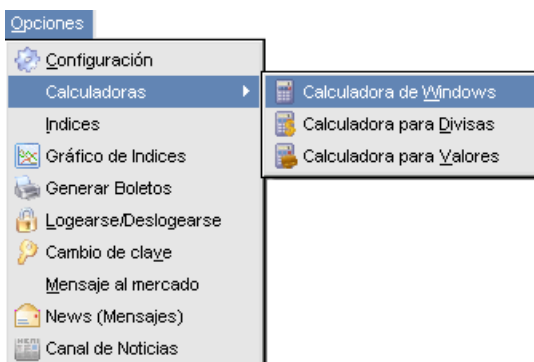 Opciones
Configuración
Calculadoras
Indices
Gráfico de Indices
Generar Boletos
Logearse/Deslogearse
Cambio de clave
Mensaje al mercado
News (Mensajes)
Canal de Noticias
Calculadora de Windows
Calculadora para Divisas
Calculadora para Valores